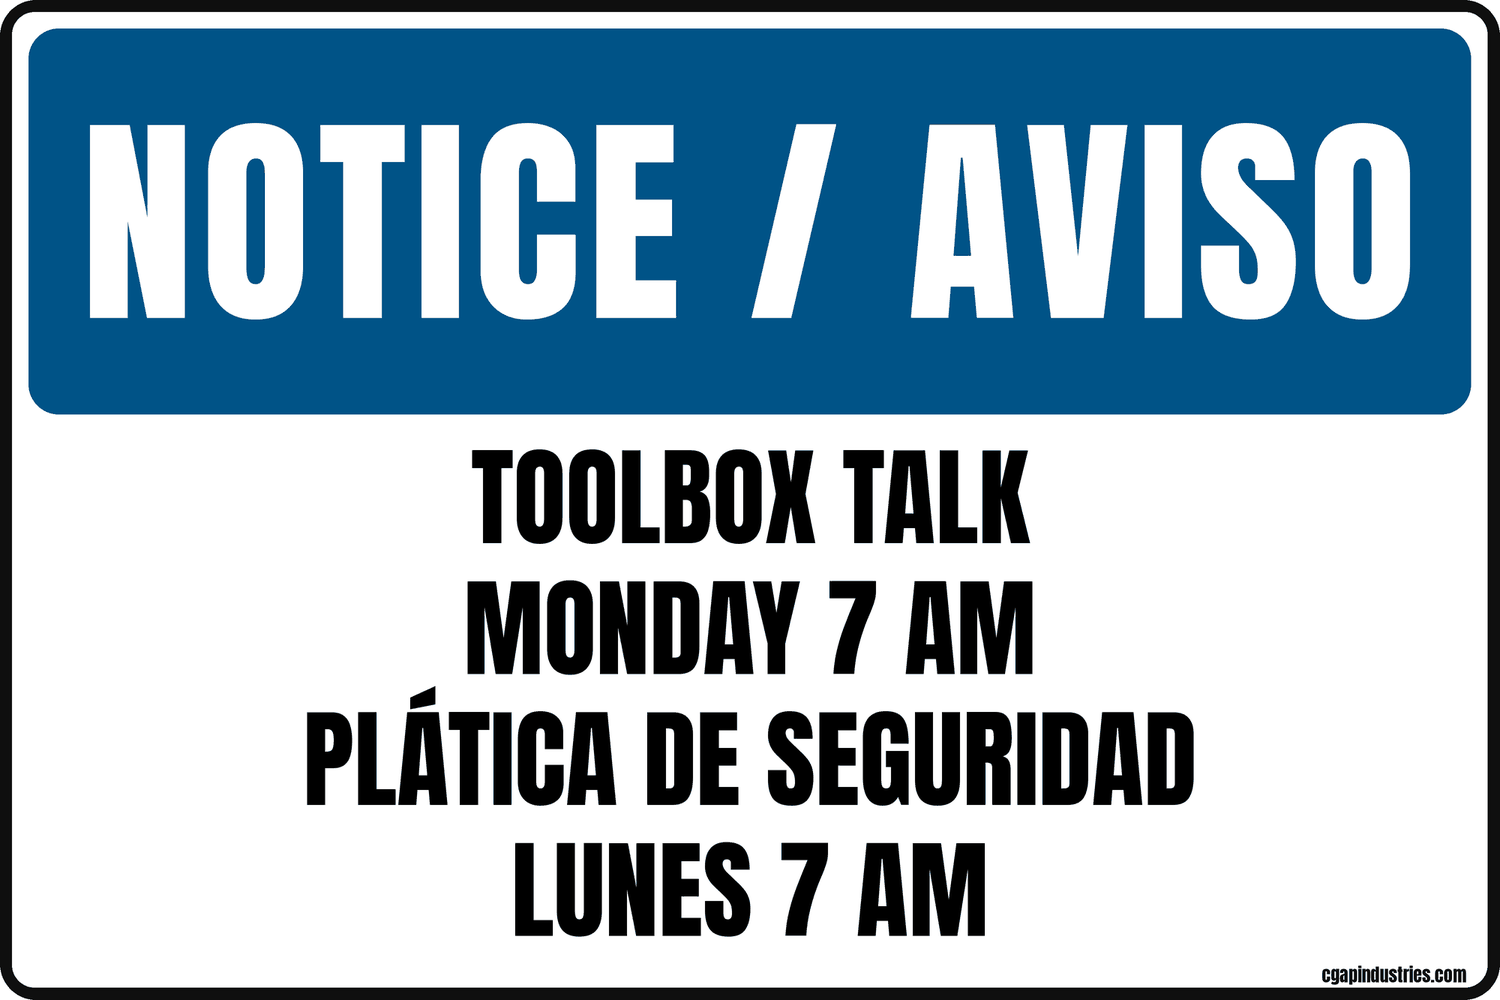 NOTICE / AVISO
TOOLBOX TALK
MONDAY 7 AM
PLÁTICA DE SEGURIDAD
LUNES 7 AM
cgapindustries.com